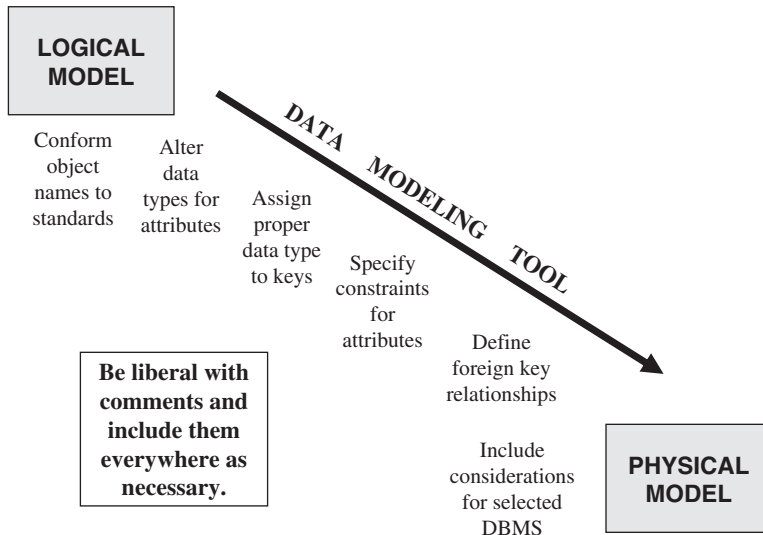 LOGICAL
MODEL
DATA MODELING TOOL
Conform
object
names to
standards
Alter
data
types for
attributes
Assign
proper
data type
to keys
Specify
constraints
for
attributes
Define
foreign key
relationships
Include
considerations
for selected
DBMS
Be liberal with
comments and
include them
everywhere as
necessary.
PHYSICAL
MODEL